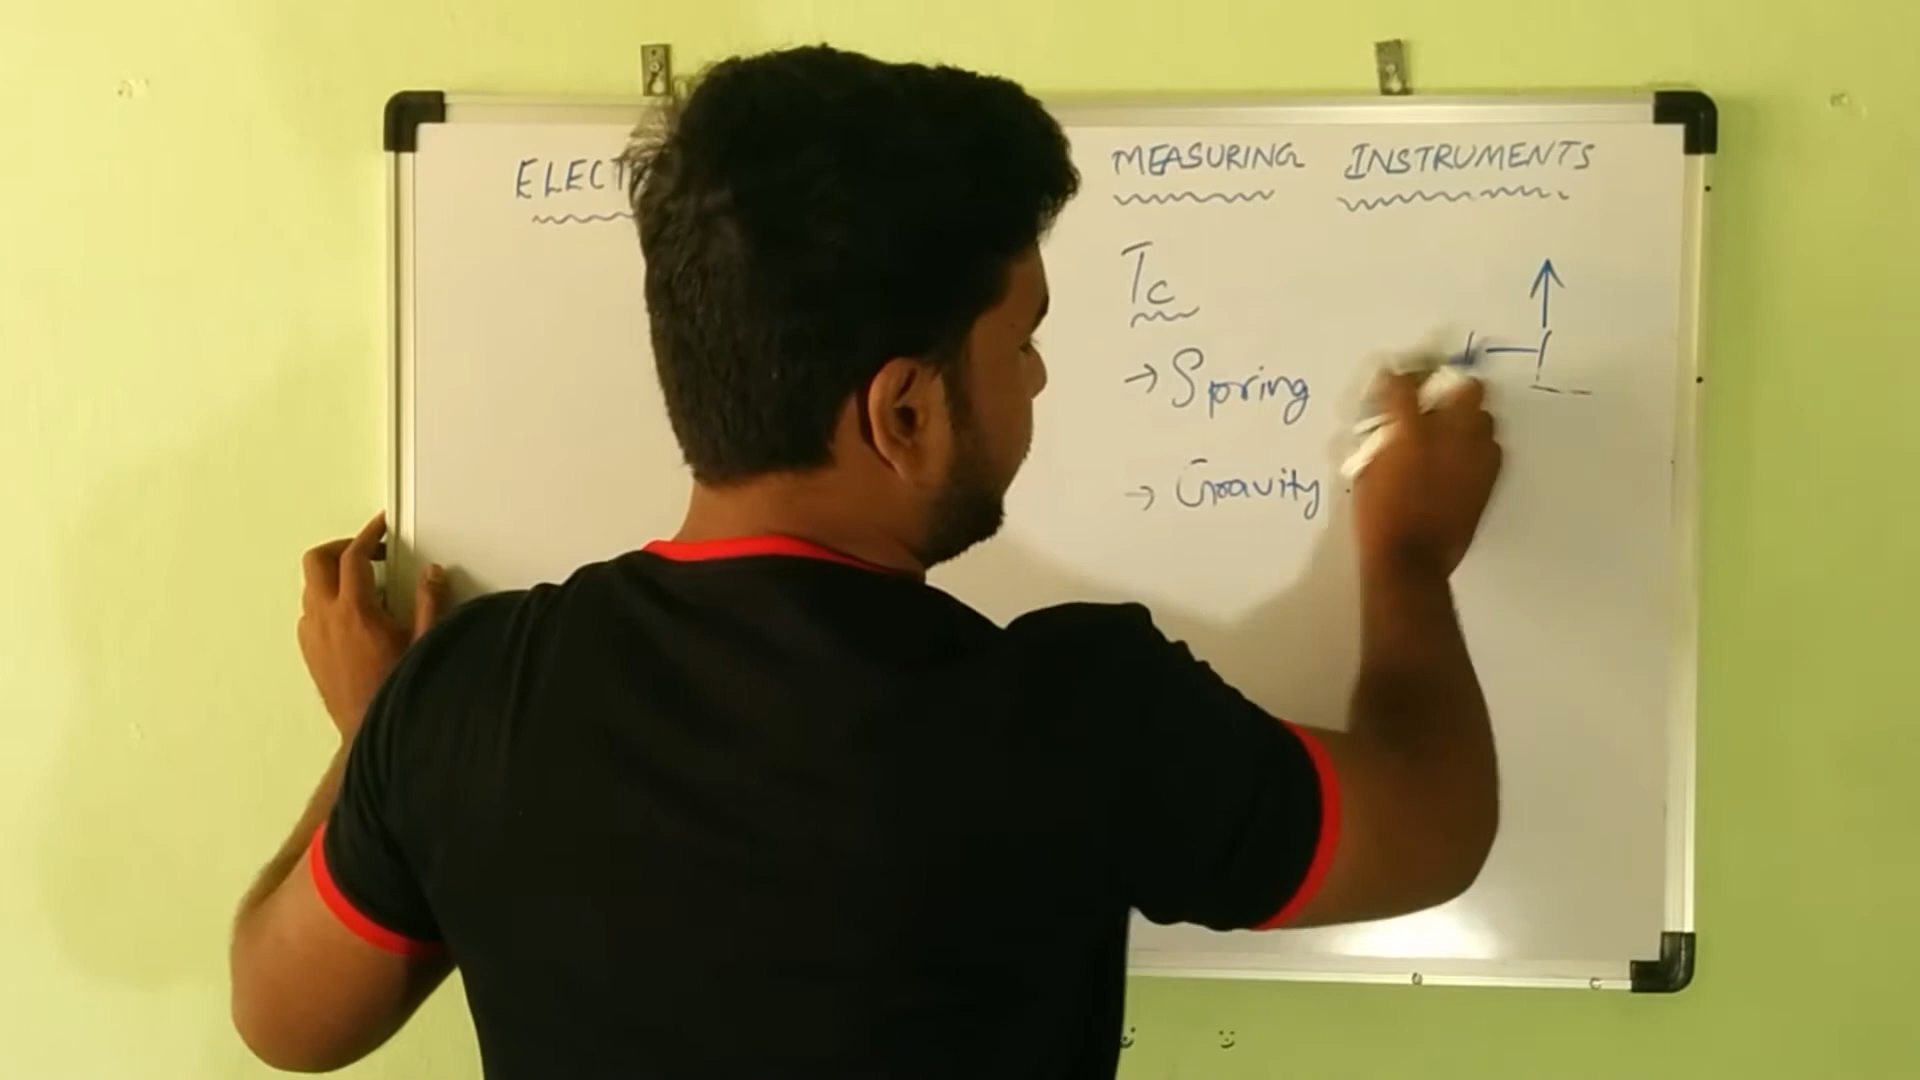 ELECT MEASURING INSTRUMENTS
Tc
→ Spring
→ Gravity